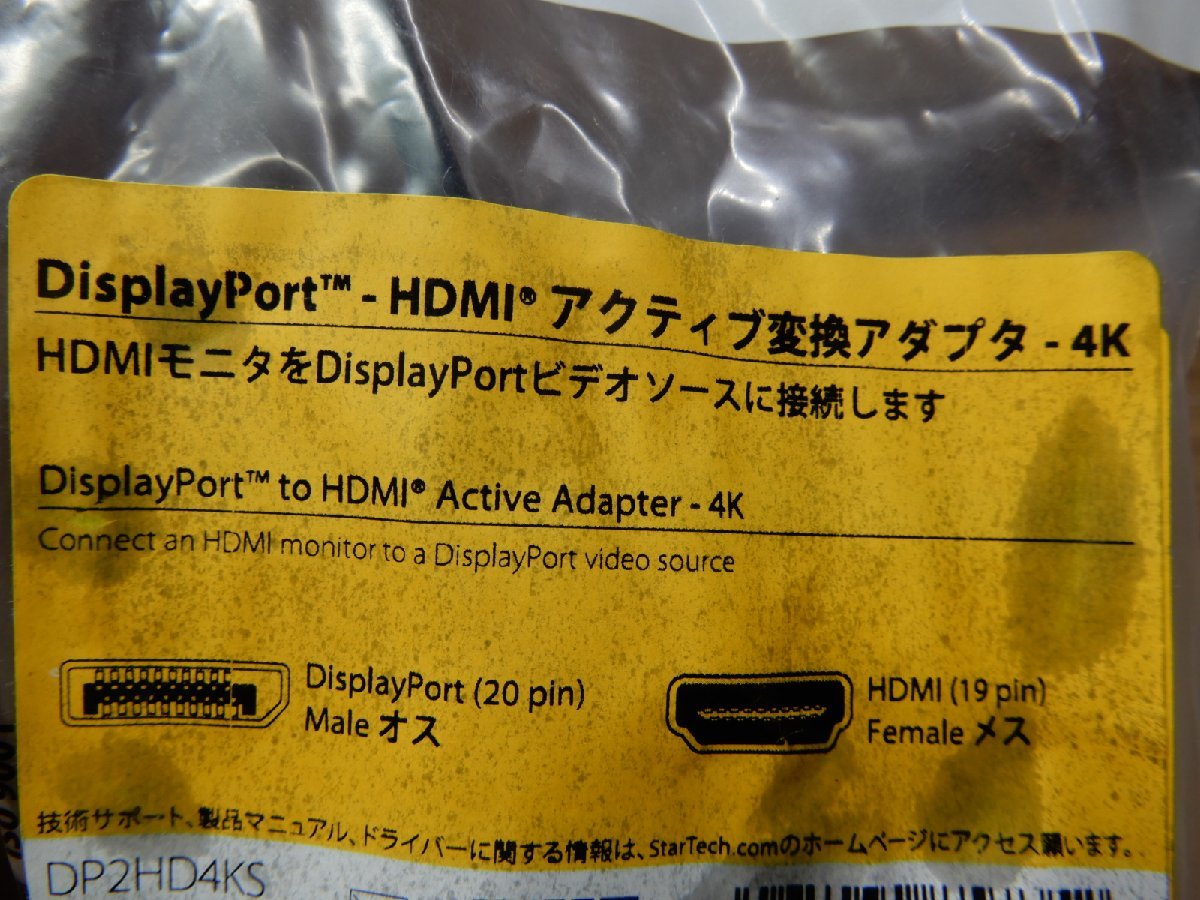 DisplayPort™ - HDMI® アクティブ変換アダプタ - 4K
HDMIモニタをDisplayPortビデオソースに接続します
DisplayPort™ to HDMI® Active Adapter - 4K
Connect an HDMI monitor to a DisplayPort video source
DisplayPort (20 pin)
Male オス
HDMI (19 pin)
Female メス
技術サポート、製品マニュアル、ドライバーに関する情報は、StarTech.comのホームページにアクセス願います。
DP2HD4KS